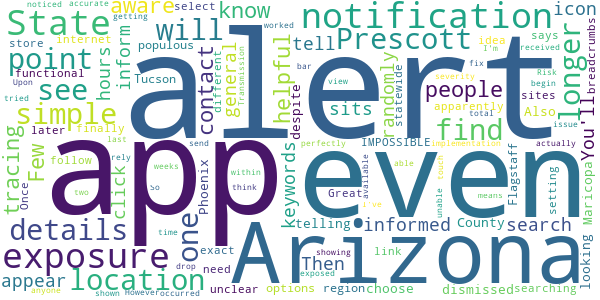 noticed accurate
State
aware
select
know
notification
icon
store internet
getting
will
tell
Prescott
says
different
populous
idea
worked
I'm
received
breadcrumbs
point
hours
inform
Tucson
functional
Upon
bar
fix
view
Risk
begin
apparently
see
contact
general
helpful
statewide
sites
longer
simple
tried
later
finally
alert
randomly
despite
sits
people
severity
implementation
Also
issue
You'll
tracing
Few
Once
follow
rely
last
send
within
IMPOSSIBLE
perfectly
find
total
actually
app
even
one
click
weeks
two
So
Phoenix
think
keywords
Great
available
able
touch
I've
unable
means
Flagstaff
setting
Maricopa
details
informed
County
search
exposure
time
exact
telling
Then
link
showing
looking
location
Arizona
appear
anyone
shown
However
occurred
drop
need
unclear
options
exposed
region
choose
dismissed
searching
Transmission